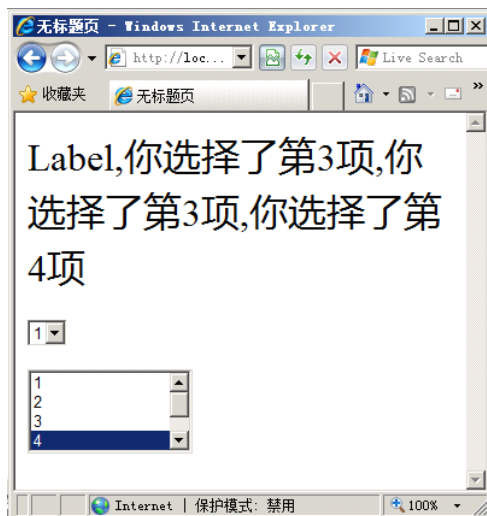 无标题页 - Windows Internet Explorer
http://loc... Live Search
收藏夹 无标题页 »
Label,你选择了第3项,你
选择了第3项,你选择了第
4项
1
1
2
3
4
Internet | 保护模式: 禁用 100%